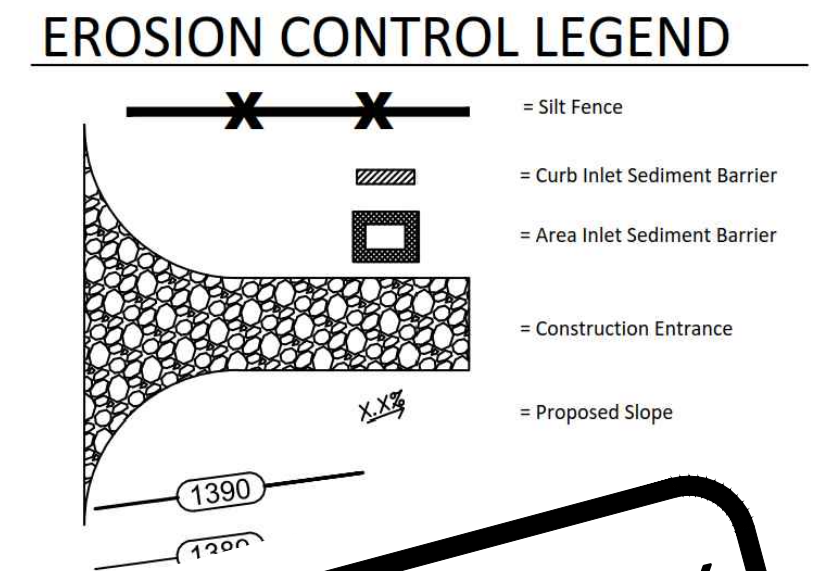 EROSION CONTROL LEGEND
X X
= Silt Fence
= Curb Inlet Sediment Barrier
= Area Inlet Sediment Barrier
= Construction Entrance
X.X%
= Proposed Slope
1390